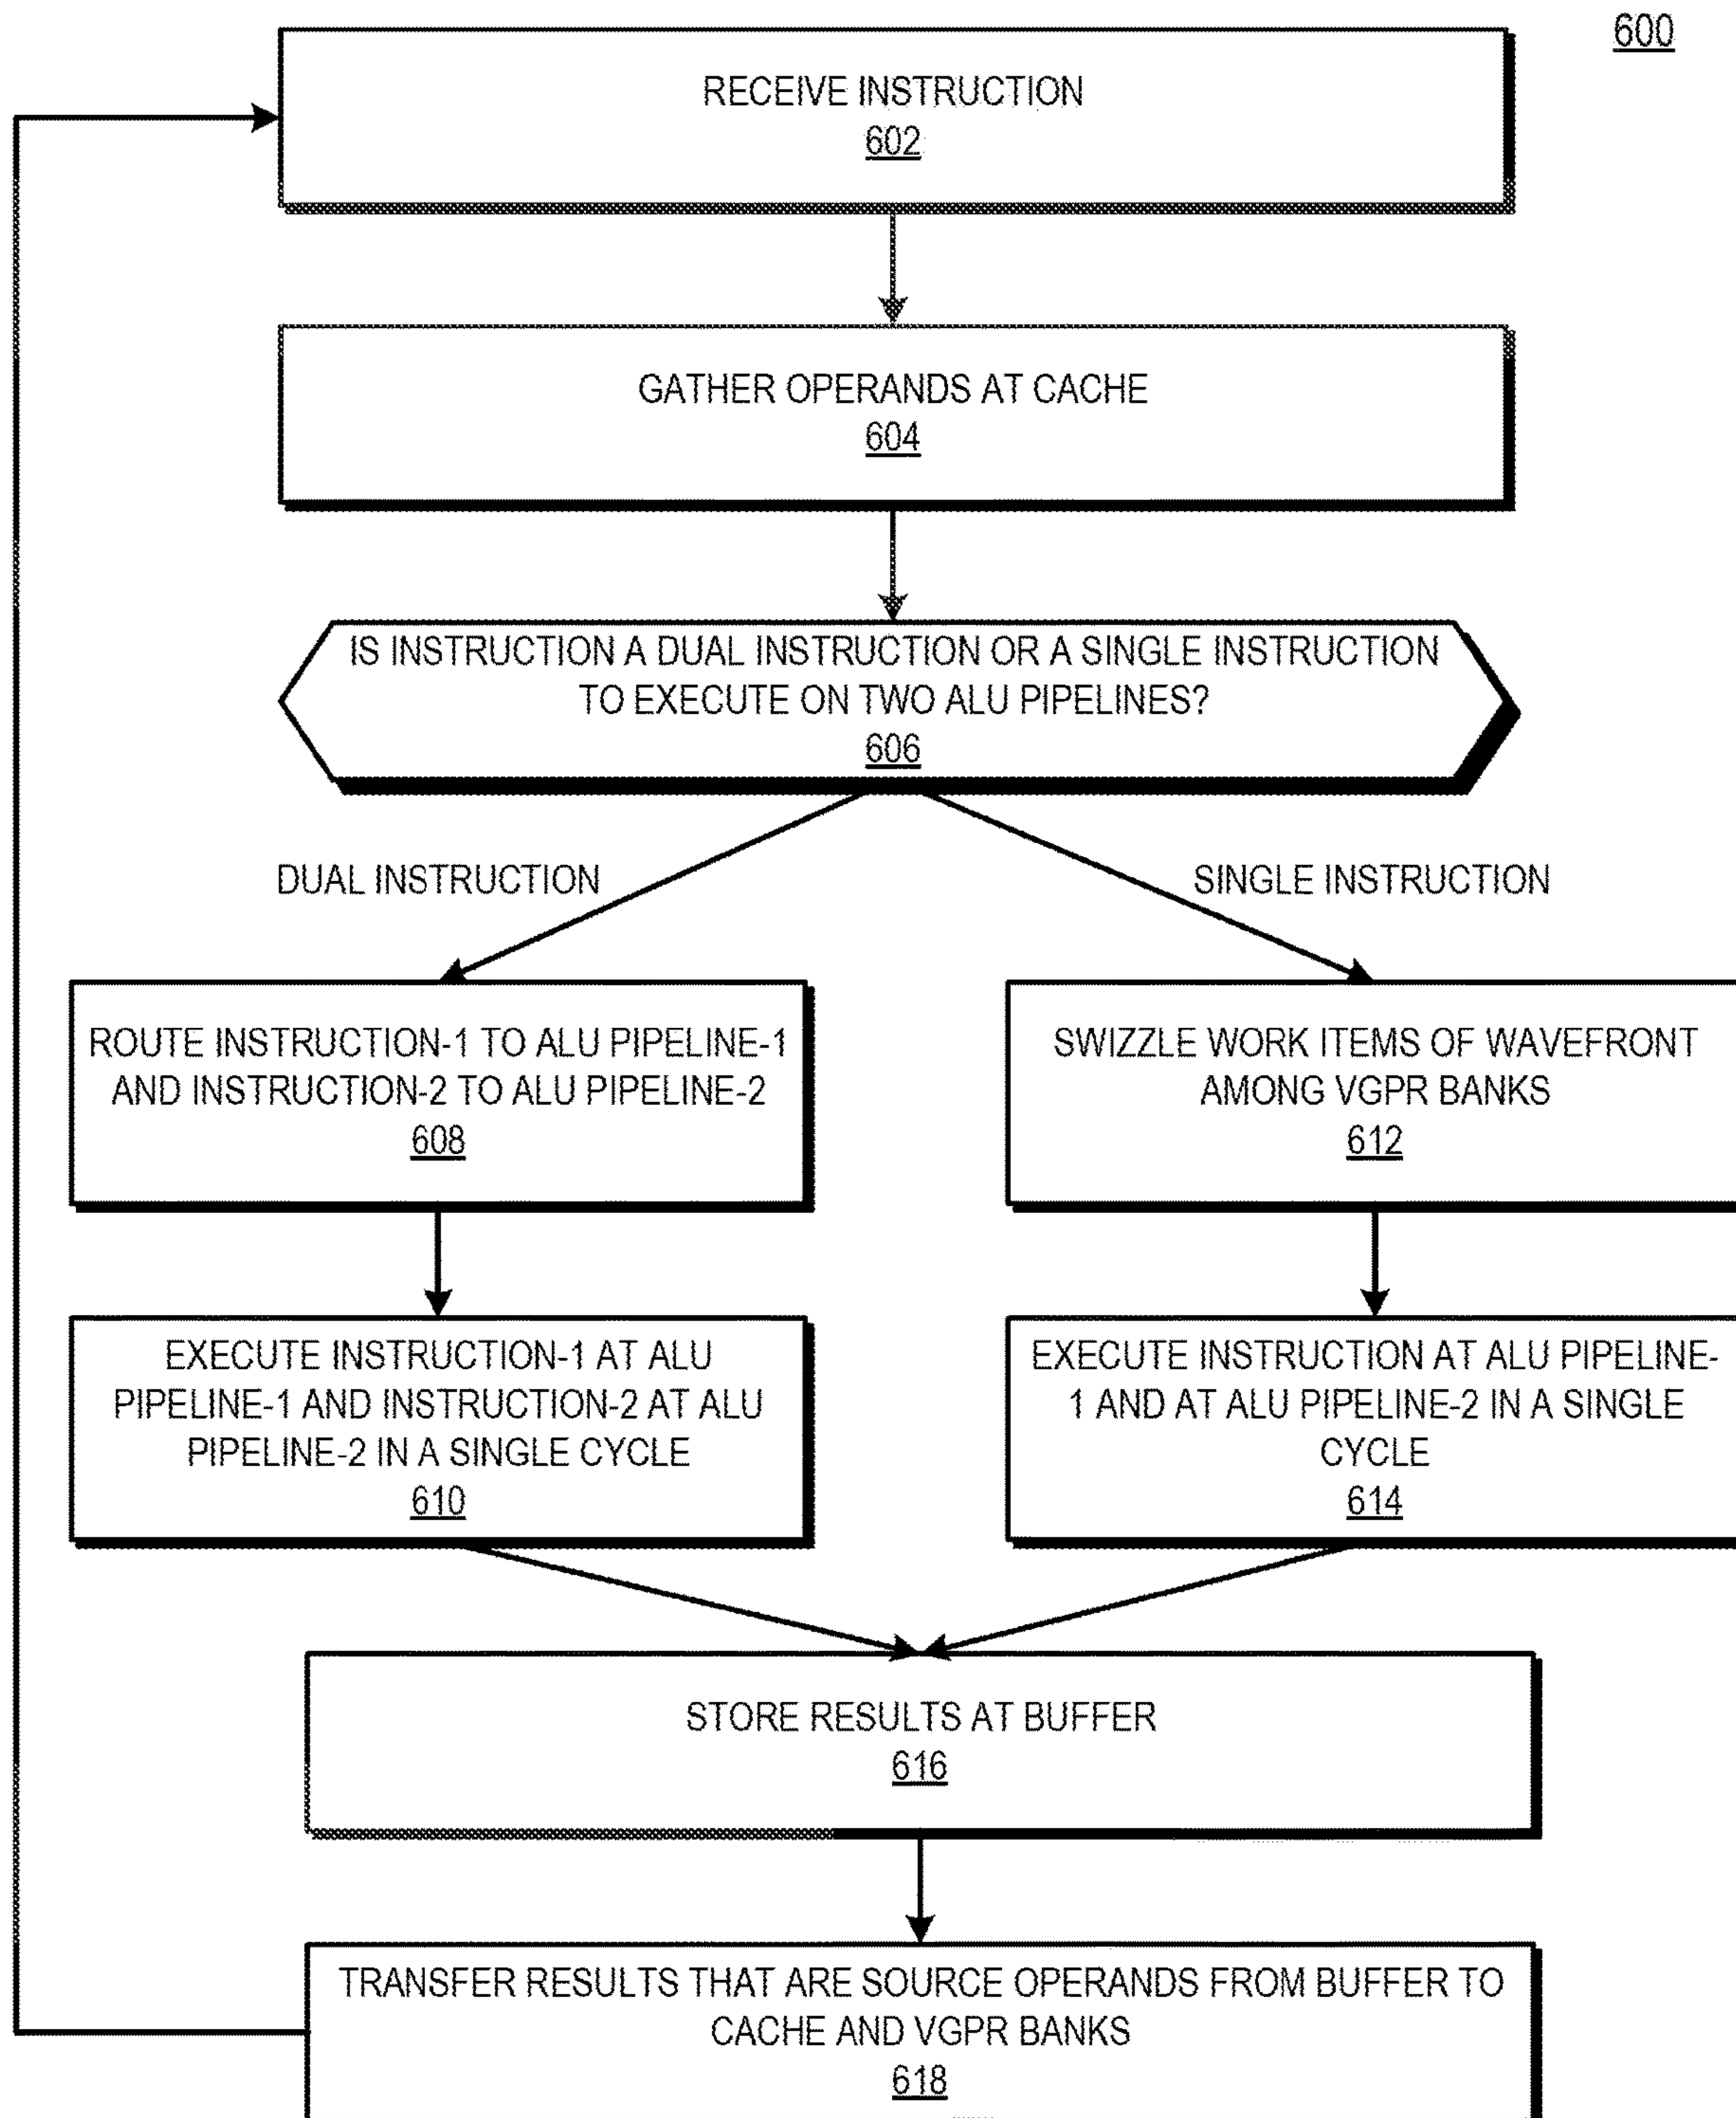 600
RECEIVE INSTRUCTION
602
GATHER OPERANDS AT CACHE
604
IS INSTRUCTION A DUAL INSTRUCTION OR A SINGLE INSTRUCTION
TO EXECUTE ON TWO ALU PIPELINES?
606
DUAL INSTRUCTION
SINGLE INSTRUCTION
ROUTE INSTRUCTION-1 TO ALU PIPELINE-1
AND INSTRUCTION-2 TO ALU PIPELINE-2
608
SWIZZLE WORK ITEMS OF WAVEFRONT
AMONG VGPR BANKS
612
EXECUTE INSTRUCTION-1 AT ALU
PIPELINE-1 AND INSTRUCTION-2 AT ALU
PIPELINE-2 IN A SINGLE CYCLE
610
EXECUTE INSTRUCTION AT ALU PIPELINE-
1 AND AT ALU PIPELINE-2 IN A SINGLE
CYCLE
614
STORE RESULTS AT BUFFER
616
TRANSFER RESULTS THAT ARE SOURCE OPERANDS FROM BUFFER TO
CACHE AND VGPR BANKS
618